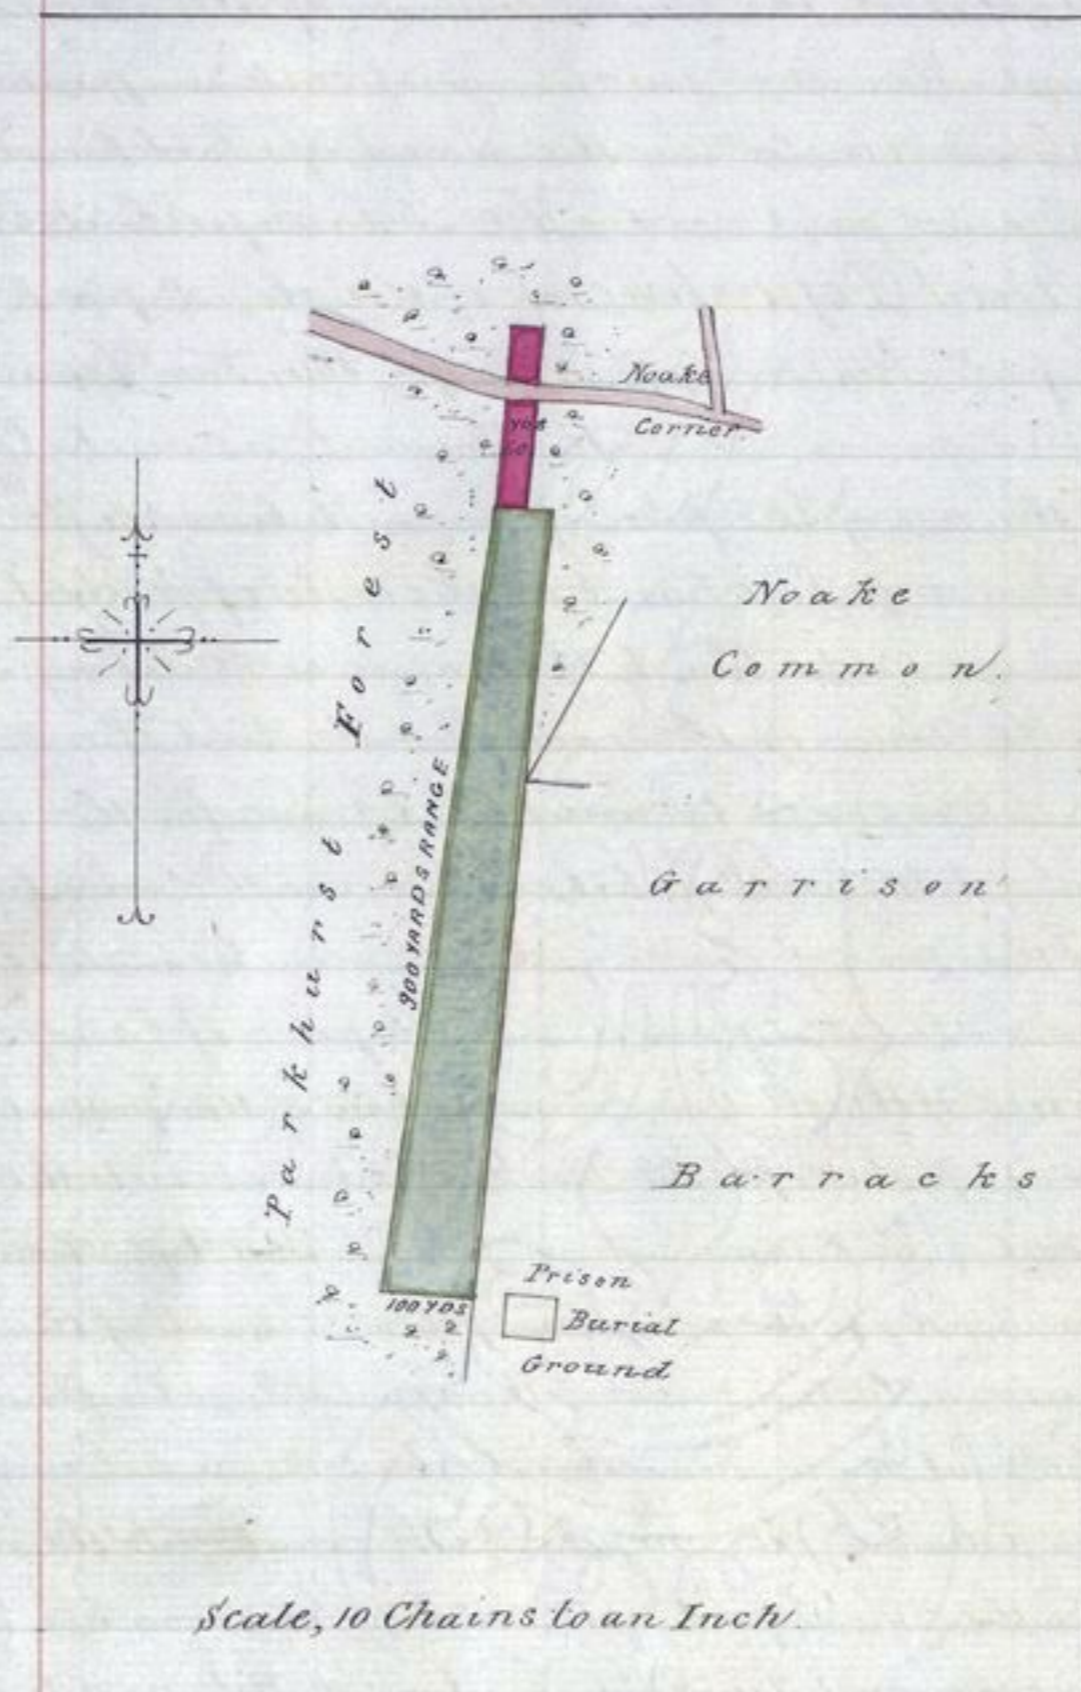 Noake
Corner.
YDS
Noake
Common.
Parkhurst Forest
900 YARDS RANGE
Garrison
Barracks
100 YDS
Prison
Burial
Ground
Scale, 10 Chains to an Inch.